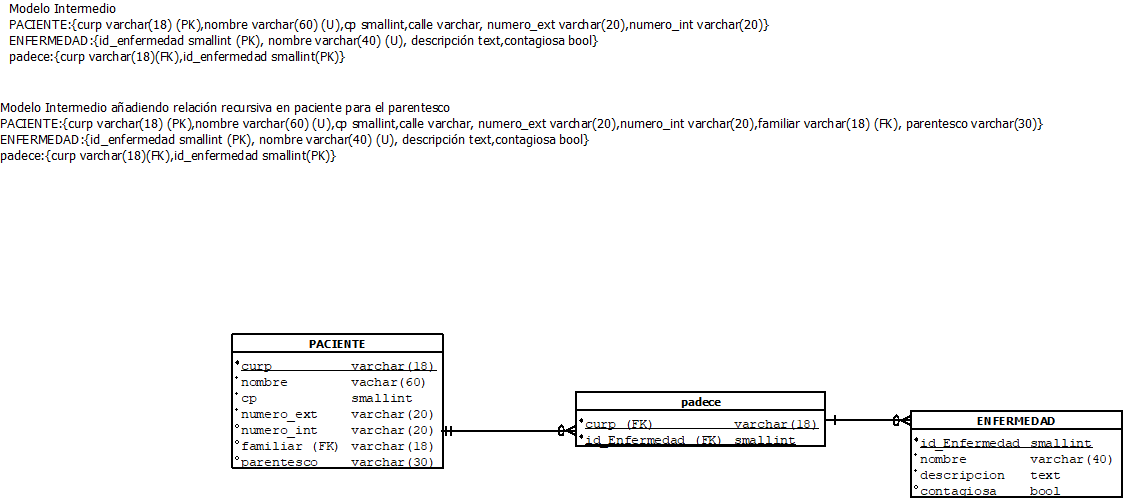 Modelo Intermedio
PACIENTE:{curp varchar(18) (PK),nombre varchar(60) (U),cp smallint,calle varchar, numero_ext varchar(20),numero_int varchar(20)}
ENFERMEDAD:{id_enfermedad smallint (PK), nombre varchar(40) (U), descripción text,contagiosa bool}
padece:{curp varchar(18)(FK),id_enfermedad smallint(PK)}
Modelo Intermedio añadiendo relación recursiva en paciente para el parentesco
PACIENTE:{curp varchar(18) (PK),nombre varchar(60) (U),cp smallint,calle varchar, numero_ext varchar(20),numero_int varchar(20),familiar varchar(18) (FK), parentesco varchar(30)}
ENFERMEDAD:{id_enfermedad smallint (PK), nombre varchar(40) (U), descripción text,contagiosa bool}
padece:{curp varchar(18)(FK),id_enfermedad smallint(PK)}
PACIENTE
curp varchar(18)
nombre vachar(60)
cp smallint
numero_ext varchar(20)
numero_int varchar(20)
familiar (FK) varchar(18)
parentesco varchar(30)
padece
curp (FK) varchar(18)
id_Enfermedad (FK) smallint
ENFERMEDAD
id_Enfermedad smallint
nombre varchar(40)
descripcion text
contagiosa bool